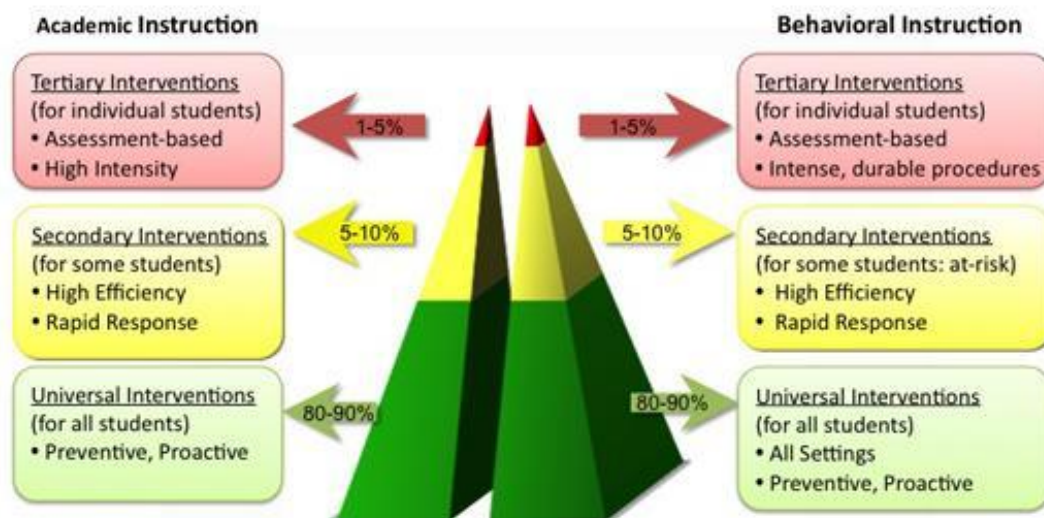 Academic Instruction
Tertiary Interventions
(for individual students)
• Assessment-based
• High Intensity
1-5%
Secondary Interventions
(for some students)
• High Efficiency
• Rapid Response
5-10%
Universal Interventions
(for all students)
• Preventive, Proactive
80-90%
Behavioral Instruction
1-5%
Tertiary Interventions
(for individual students)
• Assessment-based
• Intense, durable procedures
5-10%
Secondary Interventions
(for some students: at-risk)
• High Efficiency
• Rapid Response
80-90%
Universal Interventions
(for all students)
• All Settings
• Preventive, Proactive